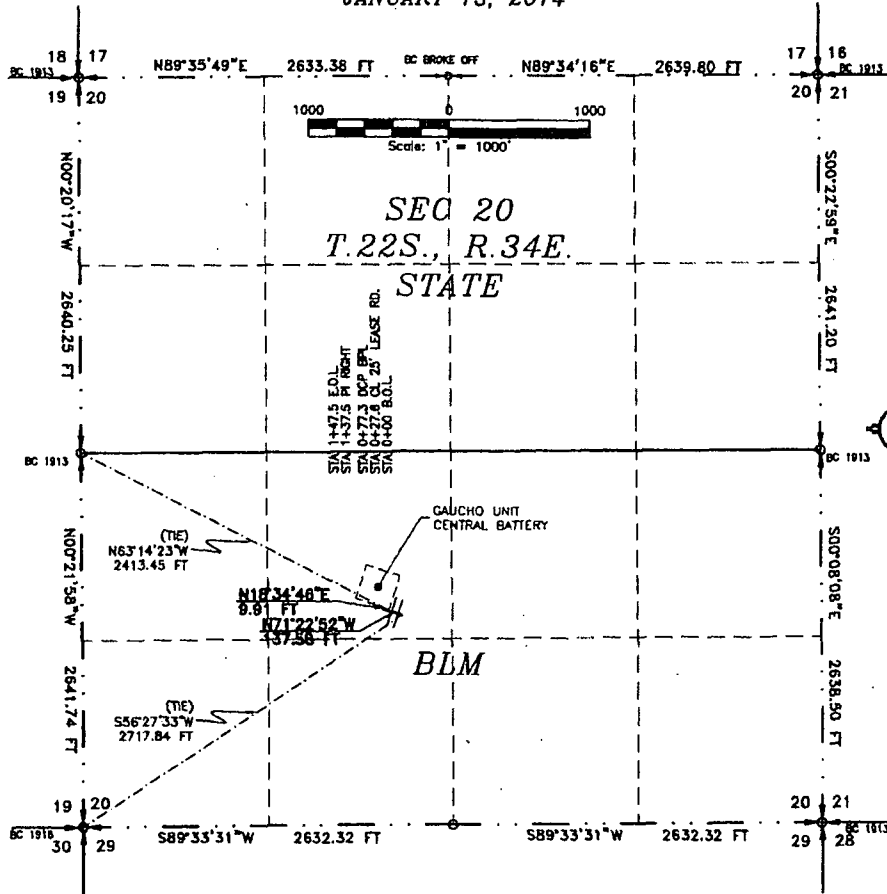 JANUARY 13, 2014
18 17
17 16
BC 1913
N89°35'49"E 2633.38 FT
BC BROKE OFF
N89°34'16"E 2639.80 FT
BC 1913
19 20
20 21
1000 0 1000
Scale: 1" = 1000'
N00°20'17"W 2640.25 FT
S00°22'59"E 2641.20 FT
SEC 20
T.22S., R.34E.
STATE
STA 1+47.5 E.O.L.
STA 1+37.5 PI RIGHT
STA 0+77.3 DCP BPL
STA 0+27.8 CL 25' LEASE RD.
STA 0+00 B.O.L.
BC 1913
BC 1913
GAUCHO UNIT
CENTRAL BATTERY
(TIE)
N63°14'23"W
2413.45 FT
N00°21'58"W 2641.74 FT
S00°08'08"E 2638.50 FT
N18°34'48"E
9.91 FT
N71°22'52"W
137.58 FT
BLM
(TIE)
S56°27'33"W
2717.84 FT
19 20
20 21
BC 1918
S89°33'31"W 2632.32 FT
S89°33'31"W 2632.32 FT
BC 1913
30 29
29 28